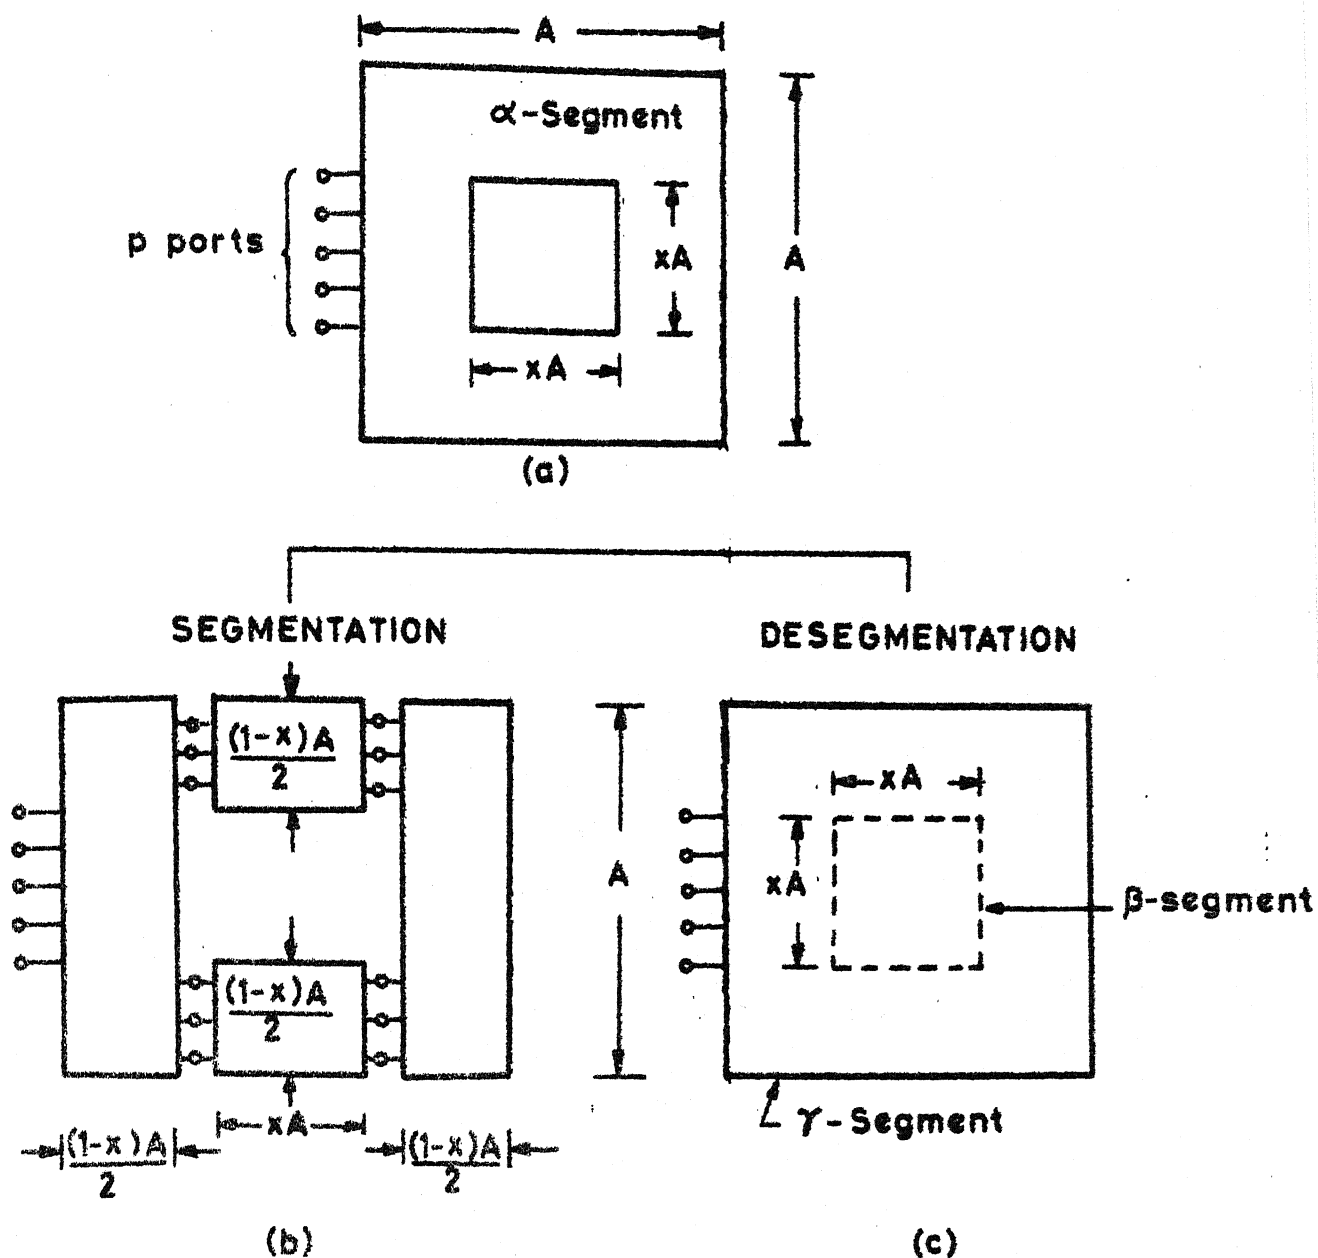 A
α-Segment
p ports
xA
A
xA
(a)
SEGMENTATION
DESEGMENTATION
(1-x)A
2
xA
A
xA
β-segment
(1-x)A
2
xA
γ-Segment
(1-x)A
2
(1-x)A
2
(b)
(c)